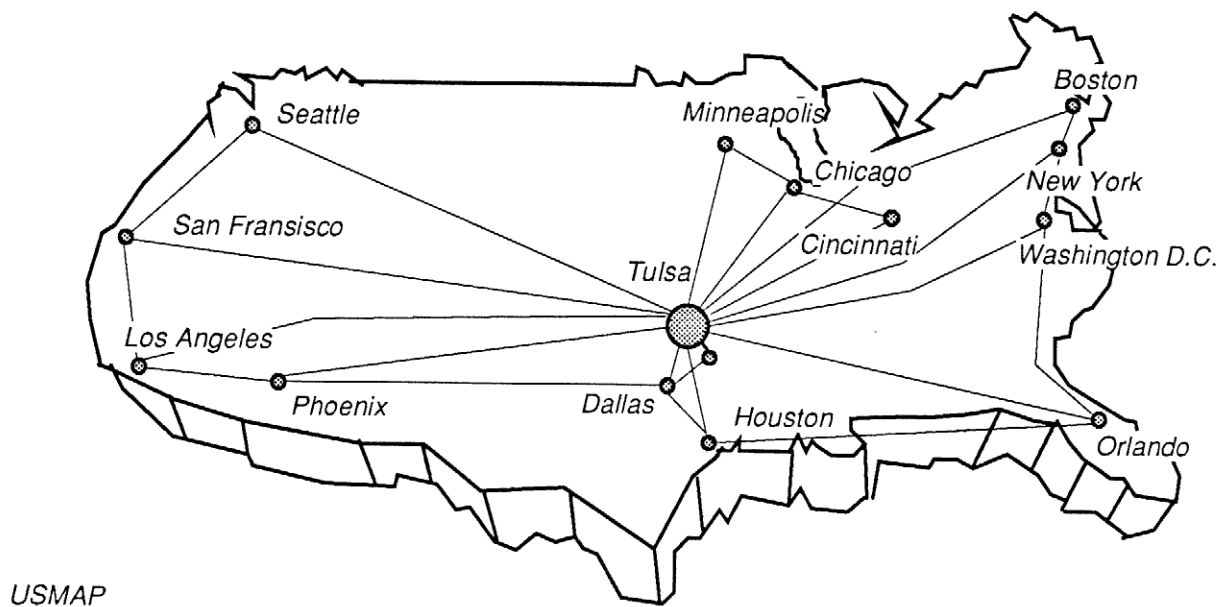 Boston
Seattle
Minneapolis
Chicago
New York
San Fransisco
Cincinnati
Washington D.C.
Tulsa
Los Angeles
Phoenix
Dallas
Houston
Orlando
USMAP